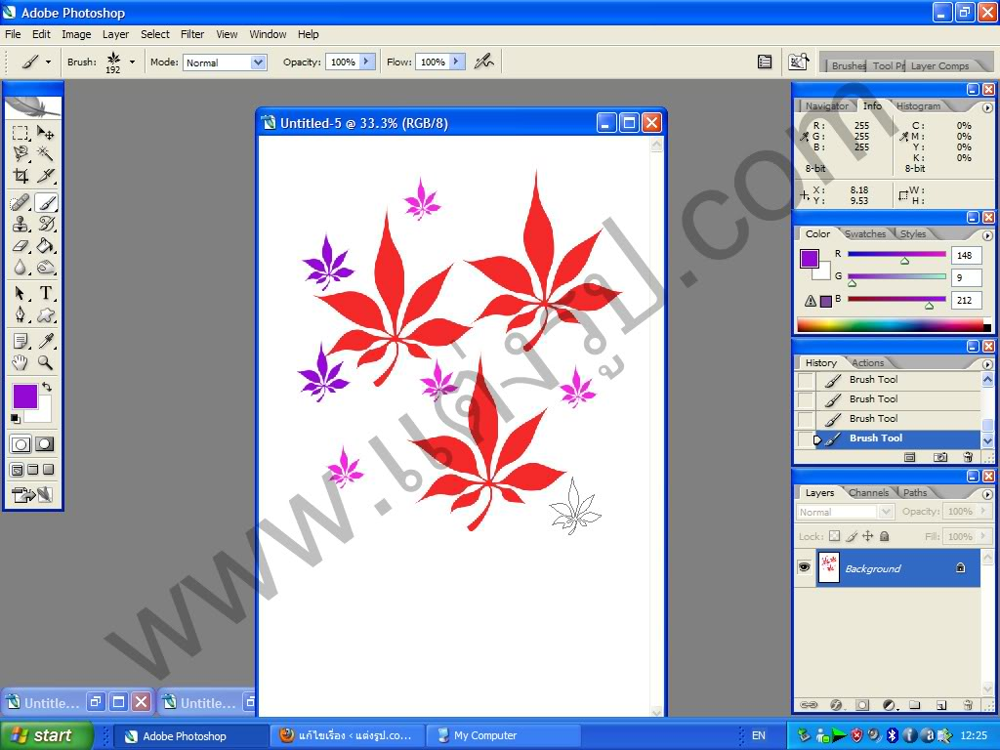 Adobe Photoshop
File Edit Image Layer Select Filter View Window Help
Brush: 192 Mode: Normal Opacity: 100% Flow: 100%
Brushes Tool Pr Layer Comps
Untitled-5 @ 33.3% (RGB/8)
Navigator Info Histogram
R: 255 C: 0%
G: 255 M: 0%
B: 255 Y: 0%
K: 0%
8-bit 8-bit
X: 8.18 W:
Y: 9.53 H:
Color Swatches Styles
R 148
G 9
B 212
History Actions
Brush Tool
Brush Tool
Brush Tool
Brush Tool
Layers Channels Paths
Normal Opacity: 100%
Lock: Fill: 100%
Background
T
www.แต่งรูป.com
Untitle... Untitle...
start Adobe Photoshop แก้ไขเรื่อง ‹ แต่งรูป.co... My Computer EN 12:25